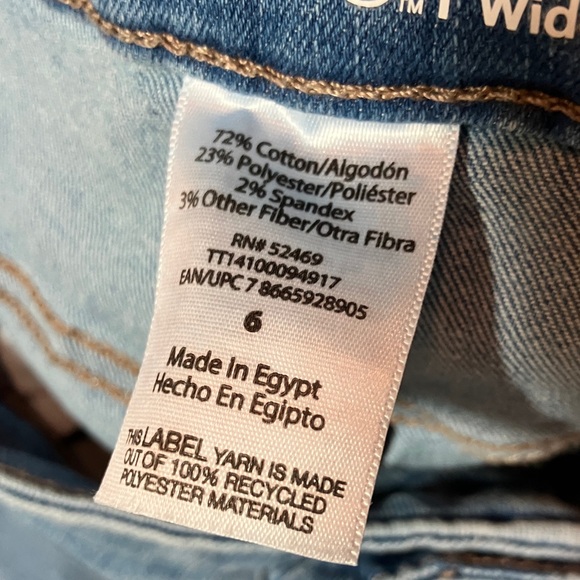 Wid
72% Cotton/Algodón
23% Polyester/Poliéster
2% Spandex
3% Other Fiber/Otra Fibra
RN# 52469
TT14100094917
EAN/UPC 7 8665928905
6
Made In Egypt
Hecho En Egipto
THIS LABEL YARN IS MADE
OUT OF 100% RECYCLED
POLYESTER MATERIALS